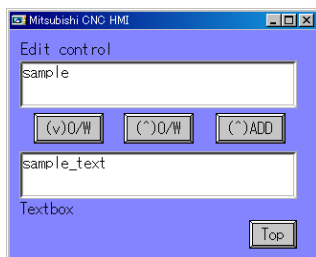 Mitsubishi CNC HMI
Edit control
sample
(v)O/W (^)O/W (^)ADD
sample_text
Textbox
Top